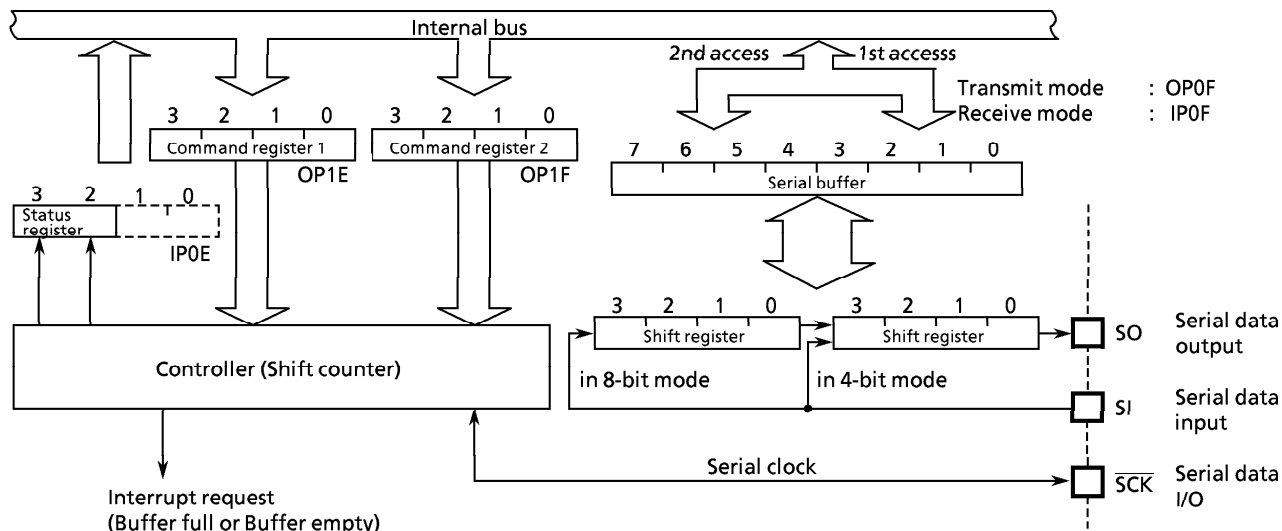 Internal bus
2nd access
1st accesss
Transmit mode : OP0F
Receive mode : IP0F
3 2 1 0
Command register 1
OP1E
3 2 1 0
Command register 2
OP1F
7 6 5 4 3 2 1 0
Serial buffer
3 2 1 0
Status
register
IP0E
3 2 1 0
Shift register
3 2 1 0
Shift register
SO
Serial data
output
Controller (Shift counter)
in 8-bit mode
in 4-bit mode
SI
Serial data
input
Serial clock
SCK
Serial data
I/O
Interrupt request
(Buffer full or Buffer empty)